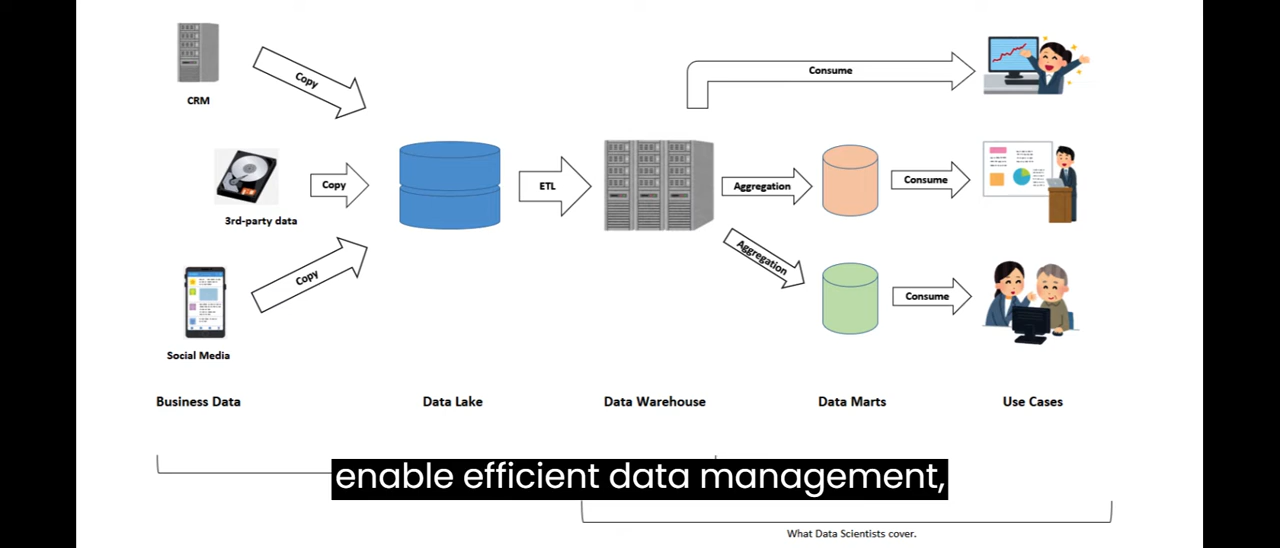 CRM
Copy
3rd-party data
Copy
Social Media
Copy
ETL
Aggregation
Aggregation
Consume
Consume
Consume
Business Data
Data Lake
Data Warehouse
Data Marts
Use Cases
enable efficient data management,
What Data Scientists cover.